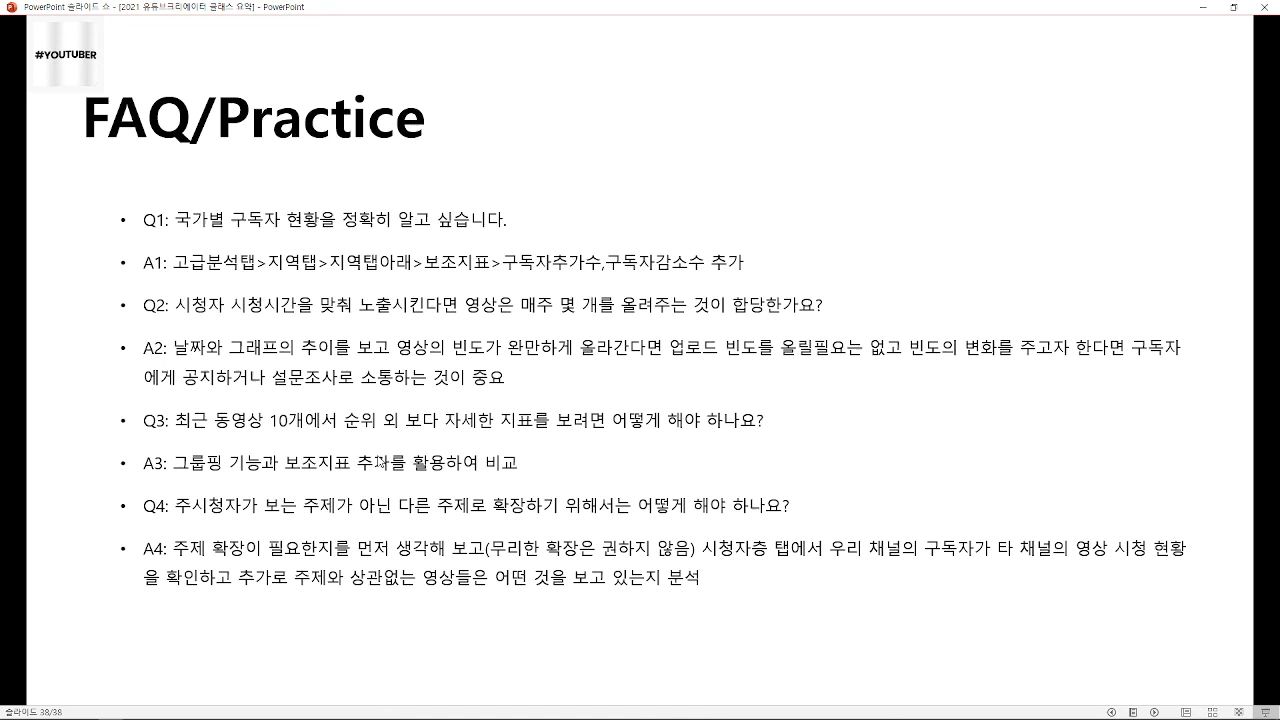 PowerPoint 슬라이드 쇼 - [2021 유튜브크리에이터 클래스 요약] - PowerPoint
#YOUTUBER
FAQ/Practice
• Q1: 국가별 구독자 현황을 정확히 알고 싶습니다.
• A1: 고급분석탭>지역탭>지역탭아래>보조지표>구독자추가수,구독자감소수 추가
• Q2: 시청자 시청시간을 맞춰 노출시킨다면 영상은 매주 몇 개를 올려주는 것이 합당한가요?
• A2: 날짜와 그래프의 추이를 보고 영상의 빈도가 완만하게 올라간다면 업로드 빈도를 올릴필요는 없고 빈도의 변화를 주고자 한다면 구독자
에게 공지하거나 설문조사로 소통하는 것이 중요
• Q3: 최근 동영상 10개에서 순위 외 보다 자세한 지표를 보려면 어떻게 해야 하나요?
• A3: 그룹핑 기능과 보조지표 추가를 활용하여 비교
• Q4: 주시청자가 보는 주제가 아닌 다른 주제로 확장하기 위해서는 어떻게 해야 하나요?
• A4: 주제 확장이 필요한지를 먼저 생각해 보고(무리한 확장은 권하지 않음) 시청자층 탭에서 우리 채널의 구독자가 타 채널의 영상 시청 현황
을 확인하고 추가로 주제와 상관없는 영상들은 어떤 것을 보고 있는지 분석
슬라이드 38/38